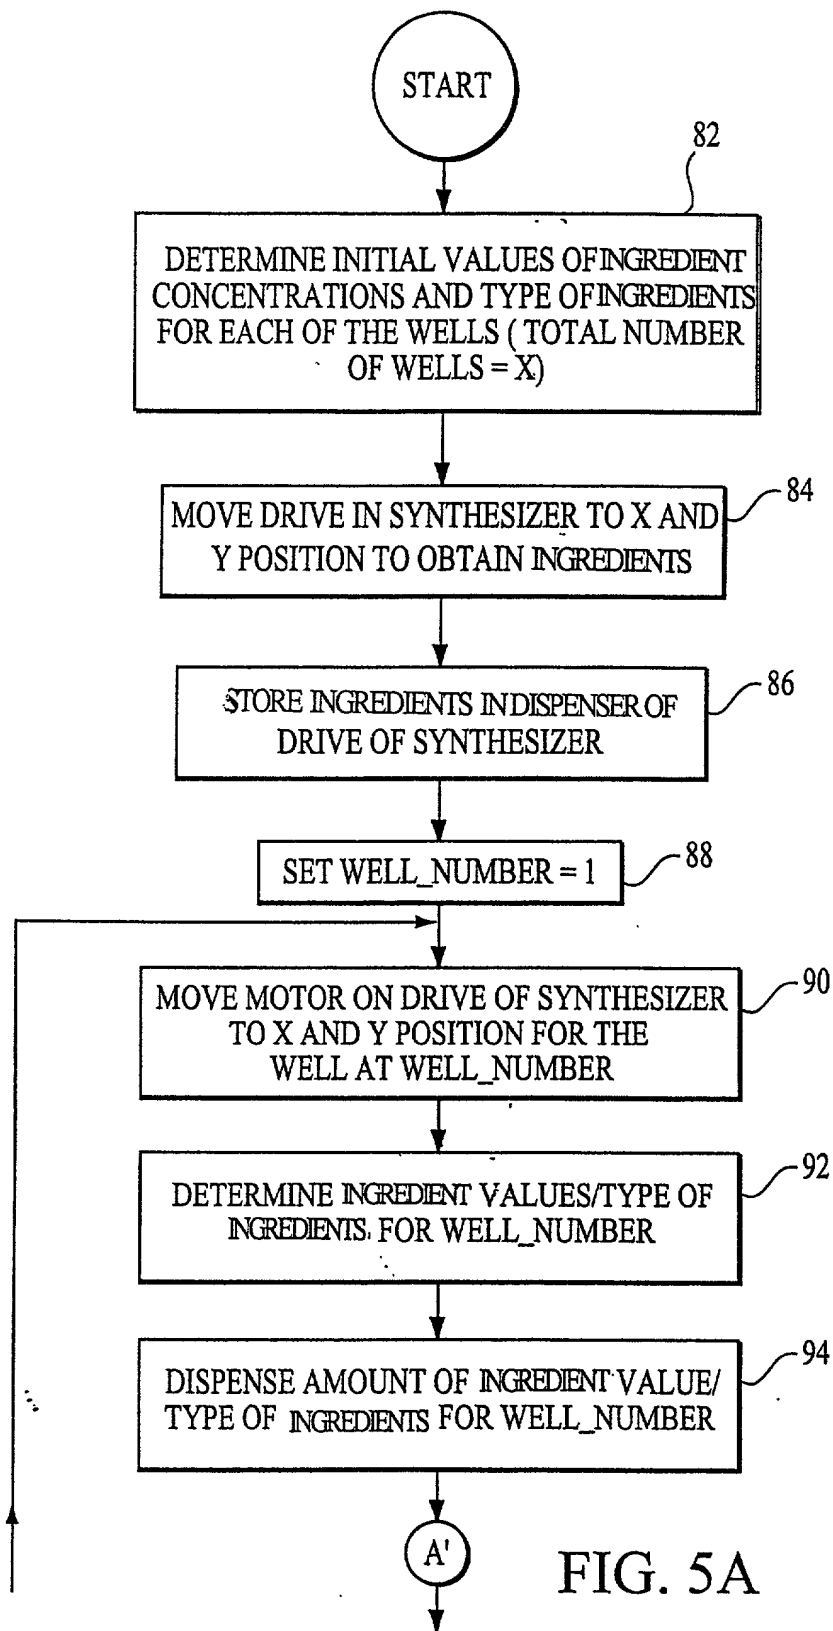 START
82
DETERMINE INITIAL VALUES OF INGREDIENT
CONCENTRATIONS AND TYPE OF INGREDIENTS
FOR EACH OF THE WELLS ( TOTAL NUMBER
OF WELLS = X)
84
MOVE DRIVE IN SYNTHESIZER TO X AND
Y POSITION TO OBTAIN INGREDIENTS
86
STORE INGREDIENTS IN DISPENSER OF
DRIVE OF SYNTHESIZER
SET WELL_NUMBER = 1
88
90
MOVE MOTOR ON DRIVE OF SYNTHESIZER
TO X AND Y POSITION FOR THE
WELL AT WELL_NUMBER
92
DETERMINE INGREDIENT VALUES/TYPE OF
INGREDIENTS FOR WELL_NUMBER
94
DISPENSE AMOUNT OF INGREDIENT VALUE/
TYPE OF INGREDIENTS FOR WELL_NUMBER
A'
FIG. 5A